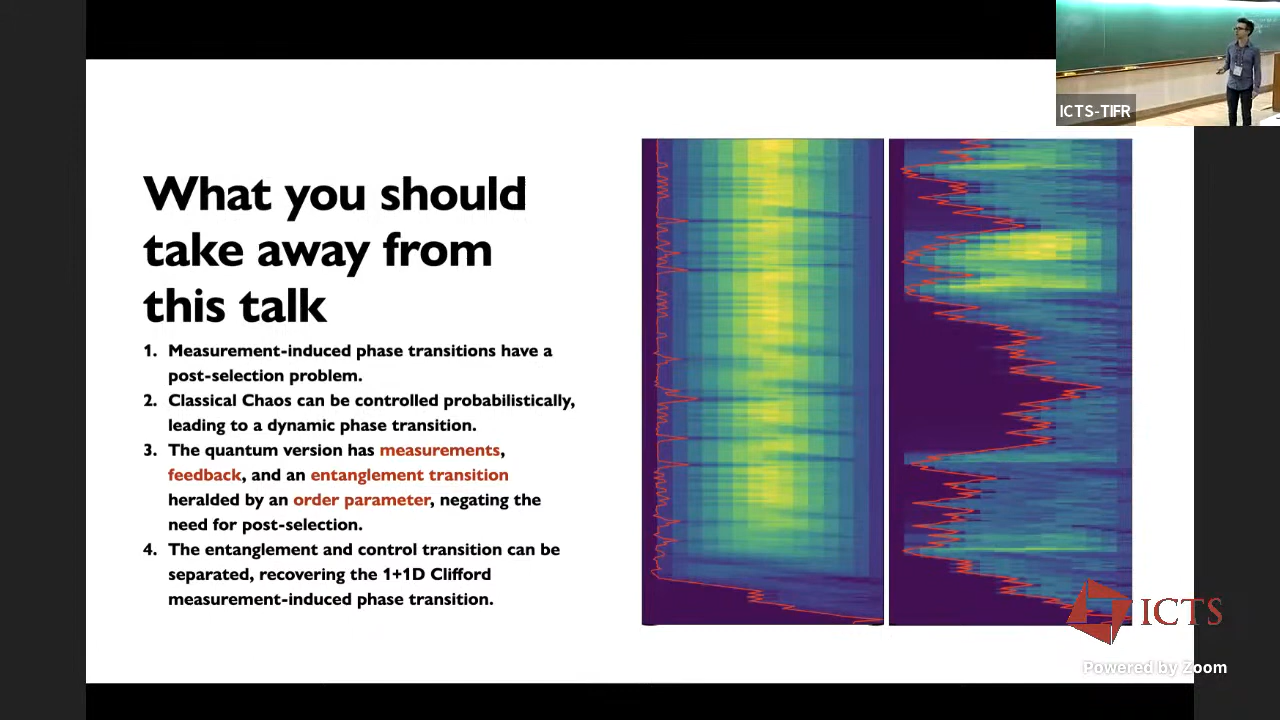 What you should
take away from
this talk
1. Measurement-induced phase transitions have a
post-selection problem.
2. Classical Chaos can be controlled probabilistically,
leading to a dynamic phase transition.
3. The quantum version has measurements,
feedback, and an entanglement transition
heralded by an order parameter, negating the
need for post-selection.
4. The entanglement and control transition can be
separated, recovering the 1+1D Clifford
measurement-induced phase transition.
ICTS-TIFR
ICTS
Powered by Zoom